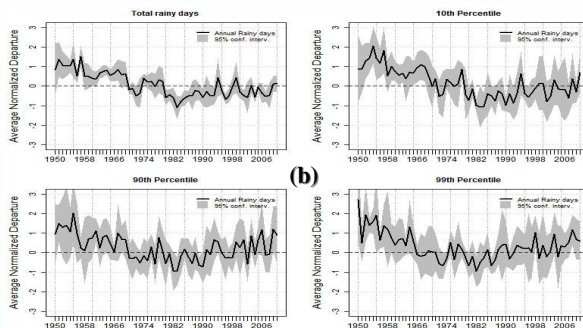 Total rainy days
10th Percentile
Average Normalized Departure
3
2
1
0
-1
-2
-3
Annual Rainy days
95% conf. interv.
1950 1958 1966 1974 1982 1990 1998 2006
Average Normalized Departure
3
2
1
0
-1
-2
-3
Annual Rainy days
95% conf. interv.
1950 1958 1966 1974 1982 1990 1998 2006
(b)
90th Percentile
99th Percentile
Average Normalized Departure
3
2
1
0
-1
-2
-3
Annual Rainy days
95% conf. interv.
1950 1958 1966 1974 1982 1990 1998 2006
Average Normalized Departure
3
2
1
0
-1
-2
-3
Annual Rainy days
95% conf. interv.
1950 1958 1966 1974 1982 1990 1998 2006